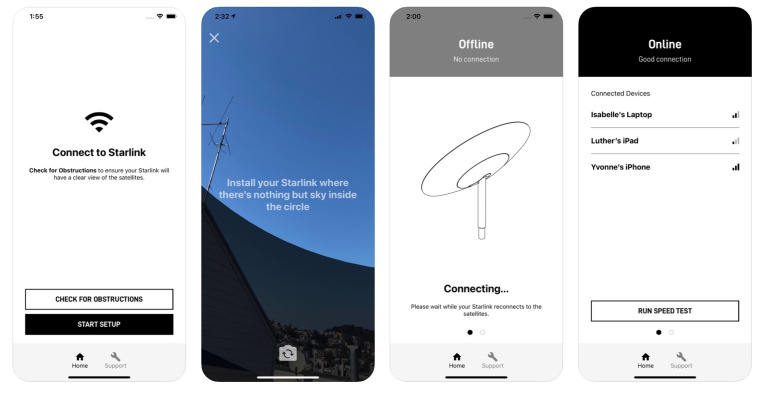 1:55
Connect to Starlink
Check for Obstructions to ensure your Starlink will
have a clear view of the satellites.
CHECK FOR OBSTRUCTIONS
START SETUP
Home
Support
2:32
Install your Starlink where
there's nothing but sky inside
the circle
2:00
Offline
No connection
Connecting...
Please wait while your Starlink reconnects to the
satellites.
Home
Support
Online
Good connection
Connected Devices
Isabelle's Laptop
Luther's iPad
Yvonne's iPhone
RUN SPEED TEST
Home
Support